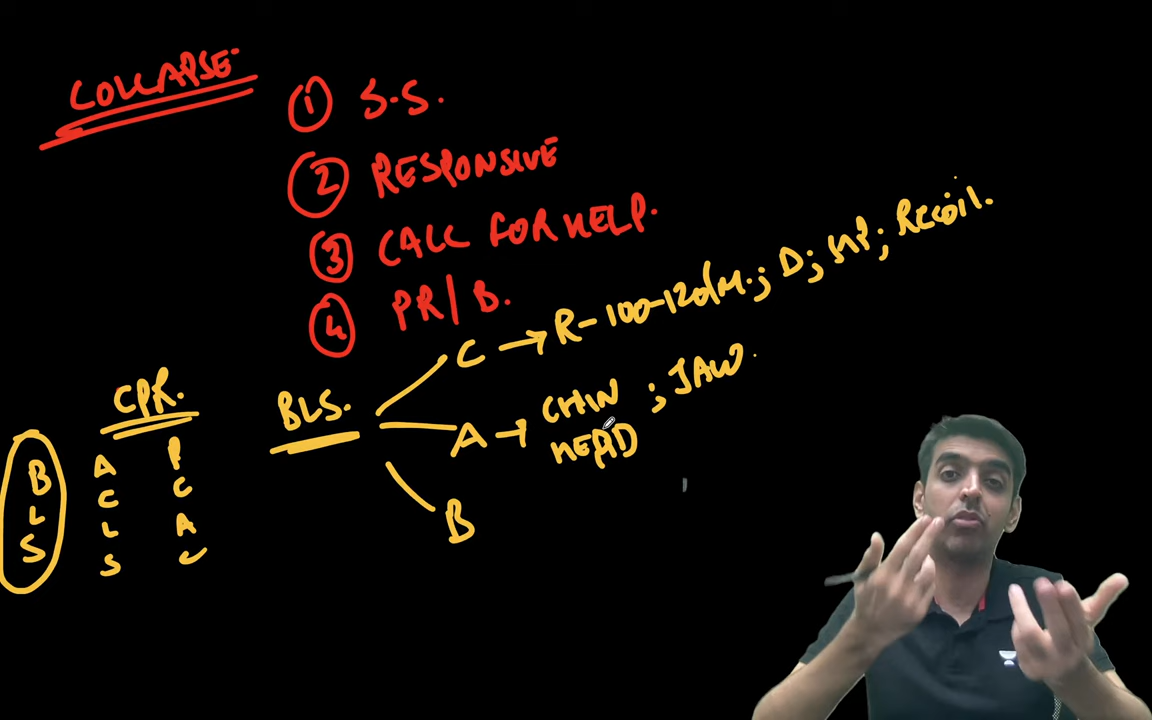 COLLAPSE
① S.S.
② RESPONSIVE
③ CALL FOR HELP.
④ PR/B.
CPR.
B
L
S
A
C
L
S
P
C
A
BLS.
C → R- 100-120/M.; D; HP; RECOIL.
A → CHIN ; JAW.
HEAD
B